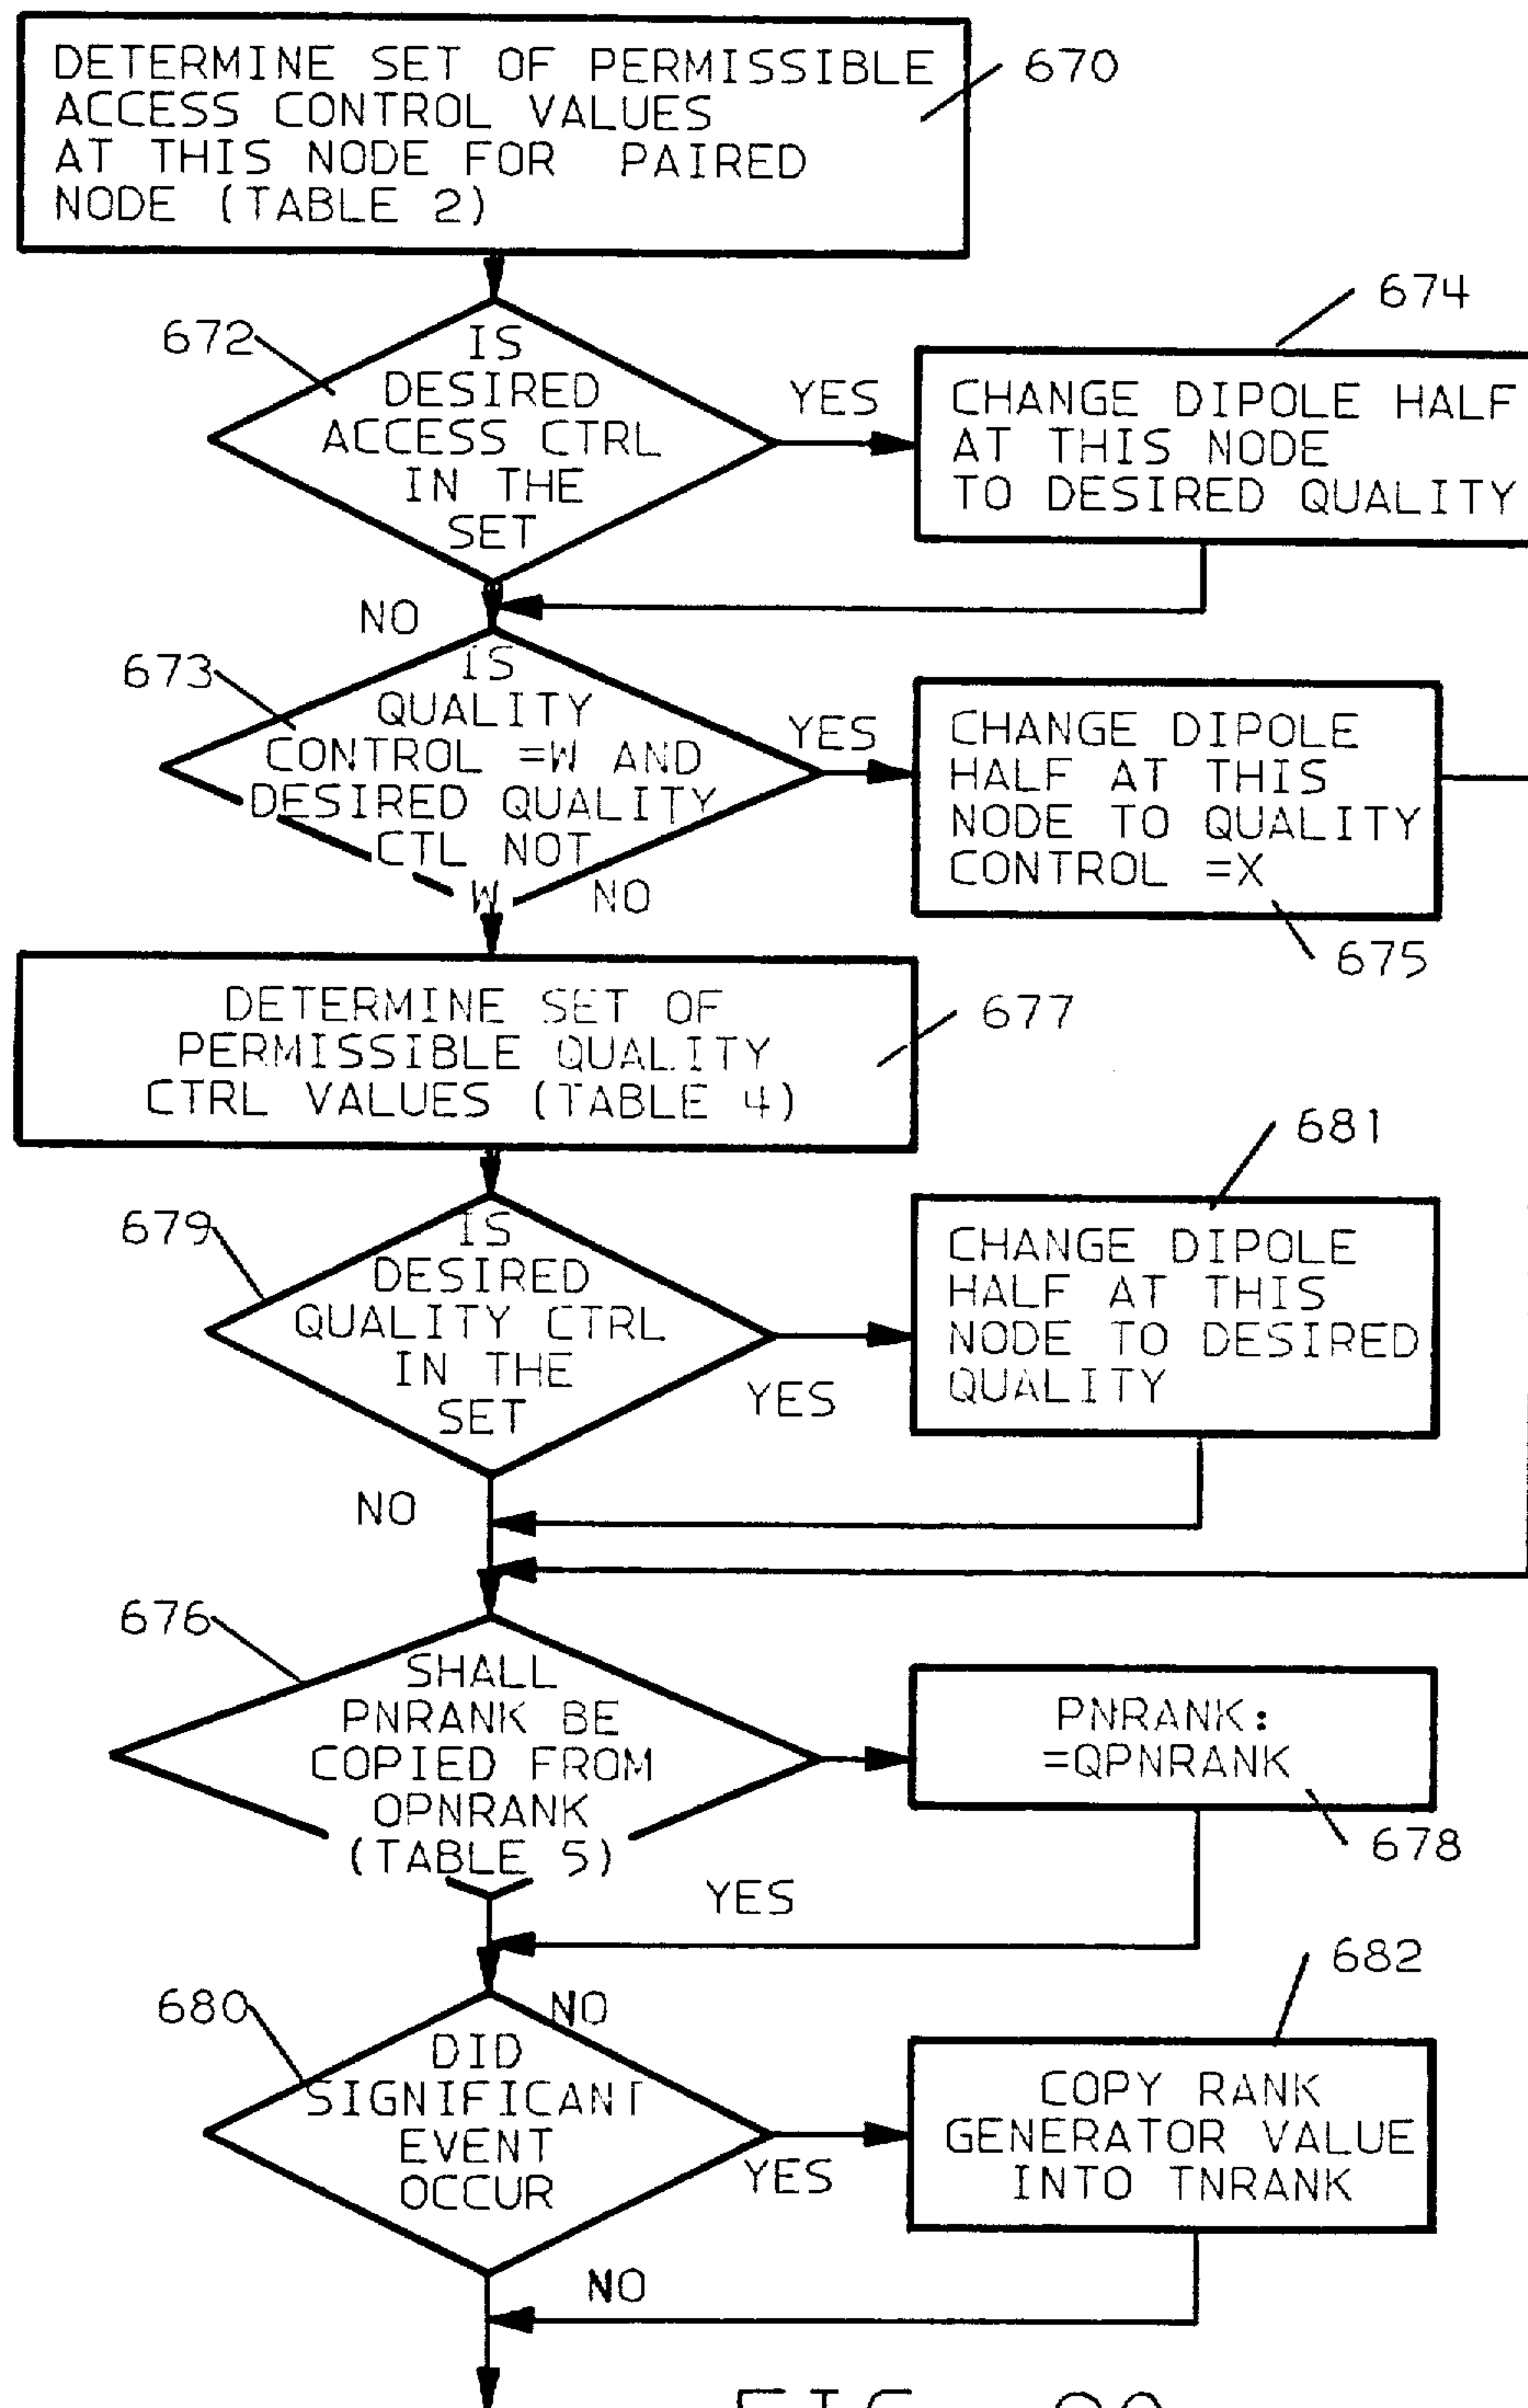 DETERMINE SET OF PERMISSIBLE
ACCESS CONTROL VALUES
AT THIS NODE FOR PAIRED
NODE (TABLE 2)
670
672
IS
DESIRED
ACCESS CTRL
IN THE
SET
YES
674
CHANGE DIPOLE HALF
AT THIS NODE
TO DESIRED QUALITY
NO
673
IS
QUALITY
CONTROL =W AND
DESIRED QUALITY
CTL NOT
W
YES
CHANGE DIPOLE
HALF AT THIS
NODE TO QUALITY
CONTROL =X
675
NO
DETERMINE SET OF
PERMISSIBLE QUALITY
CTRL VALUES (TABLE 4)
677
679
IS
DESIRED
QUALITY CTRL
IN THE
SET
YES
681
CHANGE DIPOLE
HALF AT THIS
NODE TO DESIRED
QUALITY
NO
676
SHALL
PNRANK BE
COPIED FROM
OPNRANK
(TABLE 5)
PNRANK:
=QPNRANK
678
YES
NO
680
DID
SIGNIFICANT
EVENT
OCCUR
YES
682
COPY RANK
GENERATOR VALUE
INTO TNRANK
NO